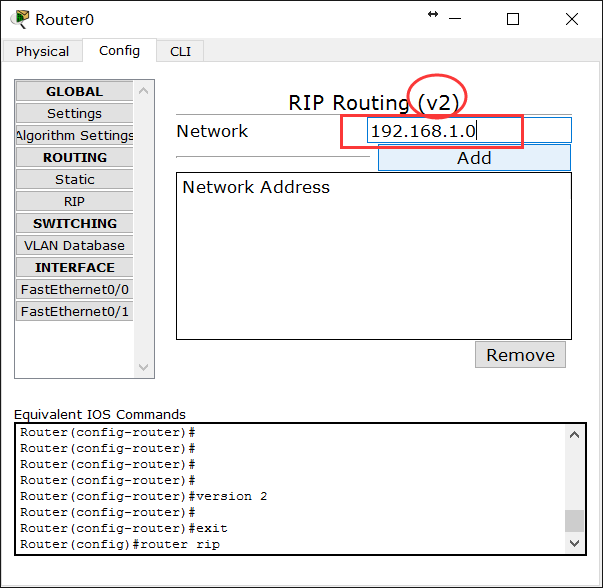 Router0
Physical
Config
CLI
GLOBAL
Settings
Algorithm Settings
ROUTING
Static
RIP
SWITCHING
VLAN Database
INTERFACE
FastEthernet0/0
FastEthernet0/1
RIP Routing (v2)
Network
192.168.1.0
Add
Network Address
Remove
Equivalent IOS Commands
Router(config-router)#
Router(config-router)#
Router(config-router)#
Router(config-router)#
Router(config-router)#version 2
Router(config-router)#
Router(config-router)#exit
Router(config)#router rip